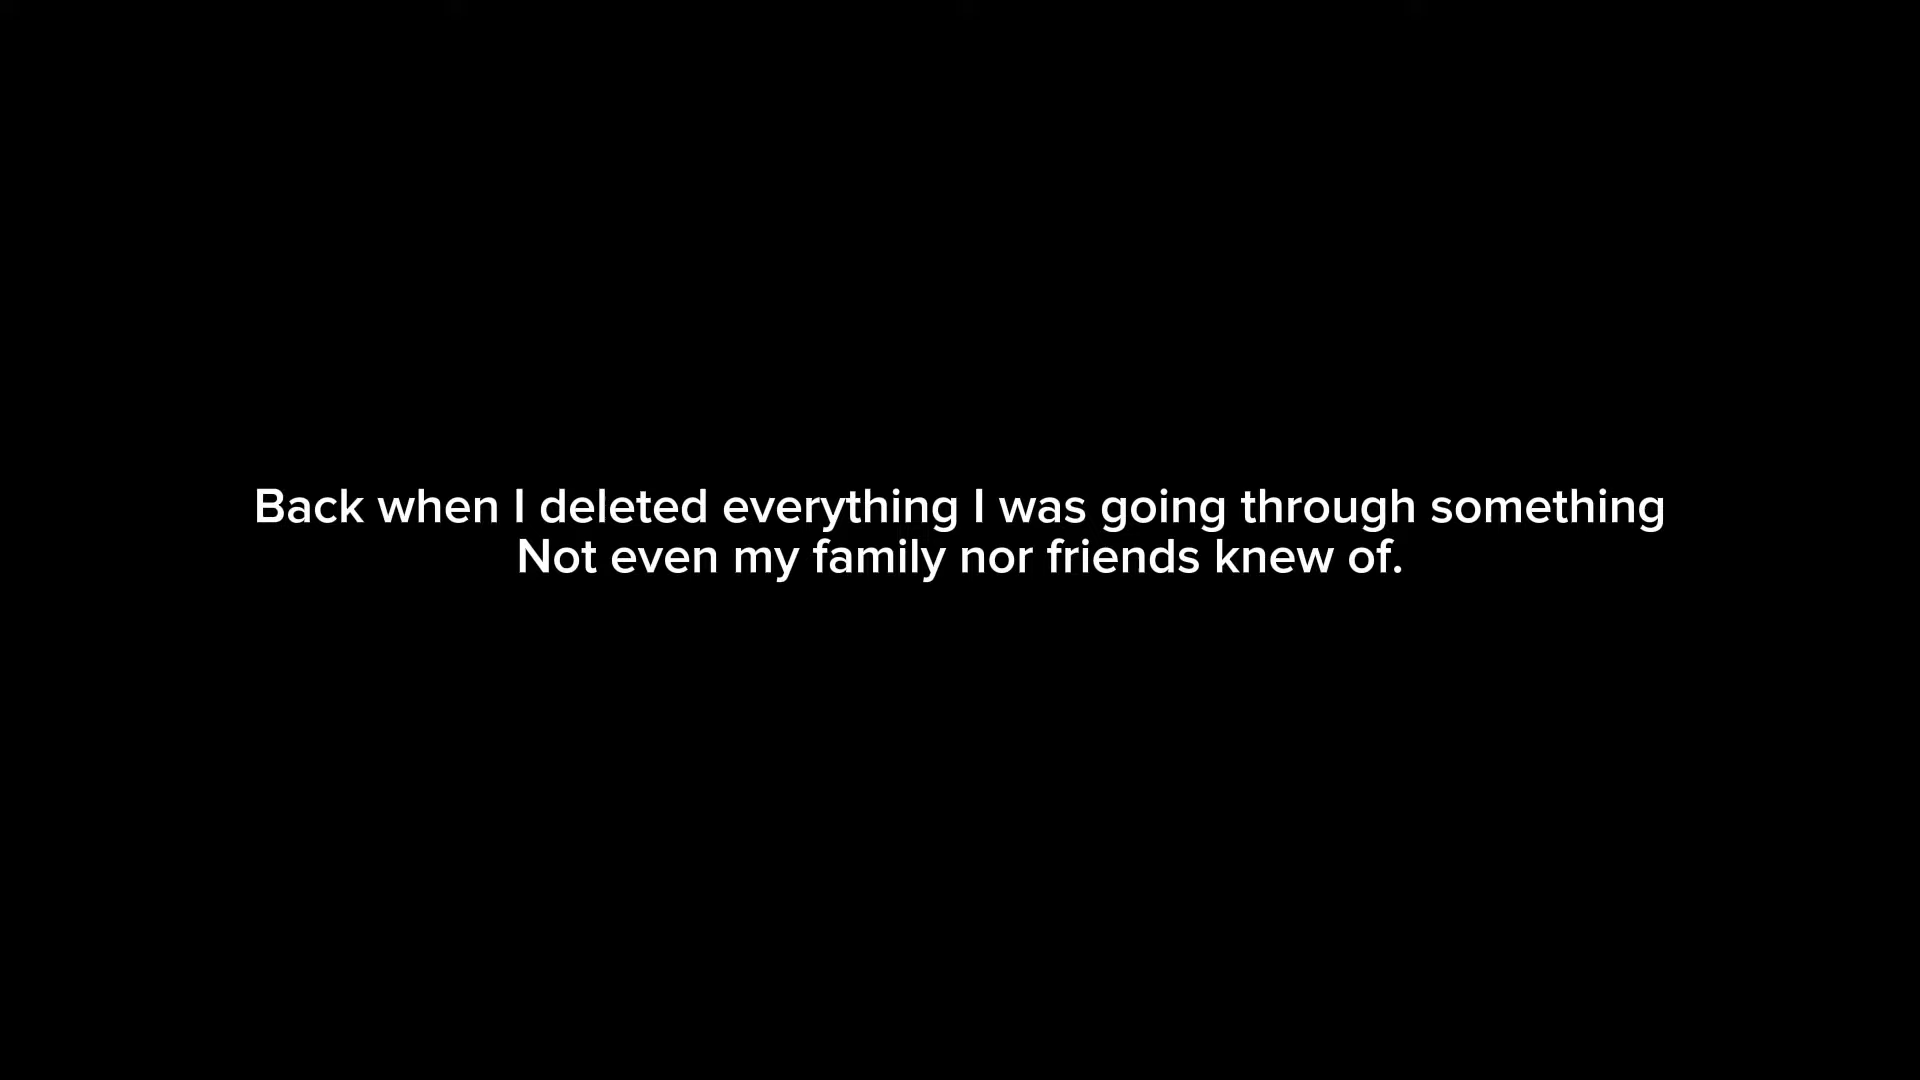 Back when I deleted everything I was going through something
Not even my family nor friends knew of.